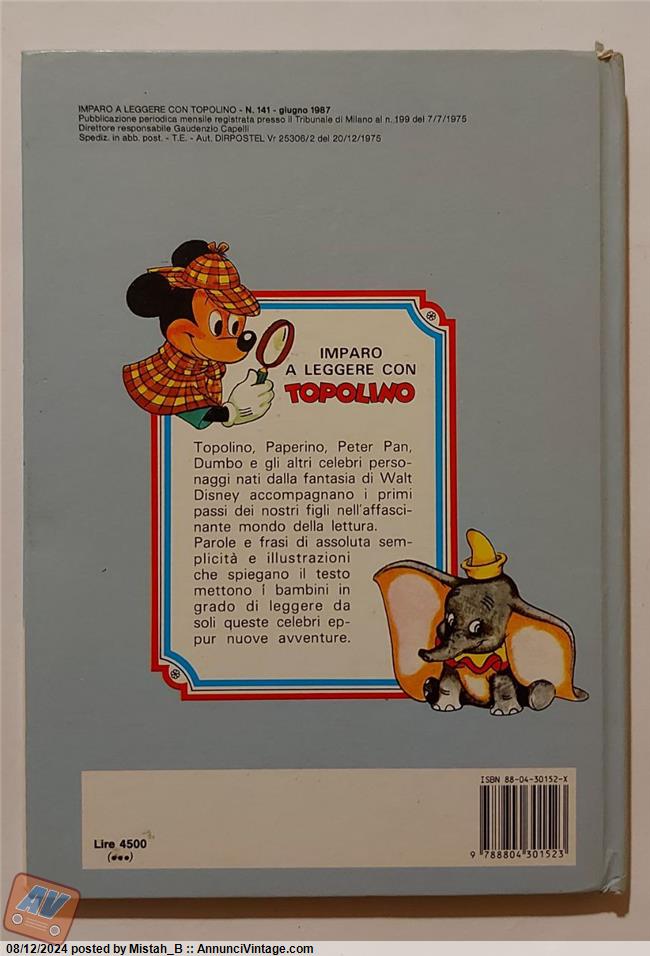 IMPARO A LEGGERE CON TOPOLINO - N. 141 - giugno 1987
Pubblicazione periodica mensile registrata presso il Tribunale di Milano al n. 199 del 7/7/1975
Direttore responsabile Gaudenzio Capelli
Spediz. in abb. post. - T.E. - Aut. DIRPOSTEL Vr 25306/2 del 20/12/1975
IMPARO
A LEGGERE CON
TOPOLINO
Topolino, Paperino, Peter Pan,
Dumbo e gli altri celebri perso-
naggi nati dalla fantasia di Walt
Disney accompagnano i primi
passi dei nostri figli nell'affasci-
nante mondo della lettura.
Parole e frasi di assoluta sem-
plicità e illustrazioni
che spiegano il testo
mettono i bambini in
grado di leggere da
soli queste celebri ep-
pur nuove avventure.
ISBN 88-04-30152-X
Lire 4500
(●●●)
9 788804 301523
AV
08/12/2024 posted by Mistah_B :: AnnunciVintage.com